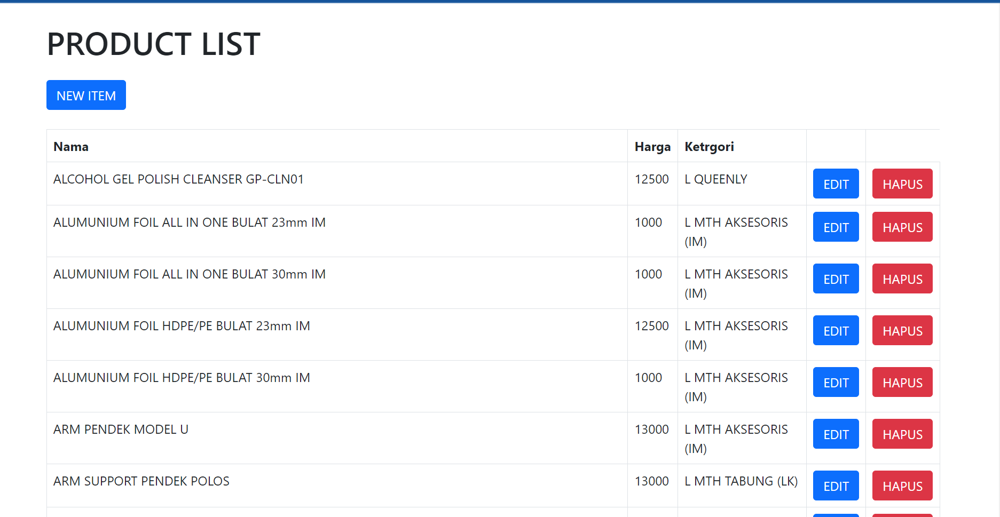 PRODUCT LIST
NEW ITEM
Nama Harga Ketrgori
ALCOHOL GEL POLISH CLEANSER GP-CLN01 12500 L QUEENLY EDIT HAPUS
ALUMUNIUM FOIL ALL IN ONE BULAT 23mm IM 1000 L MTH AKSESORIS EDIT HAPUS
(IM)
ALUMUNIUM FOIL ALL IN ONE BULAT 30mm IM 1000 L MTH AKSESORIS EDIT HAPUS
(IM)
ALUMUNIUM FOIL HDPE/PE BULAT 23mm IM 12500 L MTH AKSESORIS EDIT HAPUS
(IM)
ALUMUNIUM FOIL HDPE/PE BULAT 30mm IM 1000 L MTH AKSESORIS EDIT HAPUS
(IM)
ARM PENDEK MODEL U 13000 L MTH AKSESORIS EDIT HAPUS
(IM)
ARM SUPPORT PENDEK POLOS 13000 L MTH TABUNG (LK) EDIT HAPUS